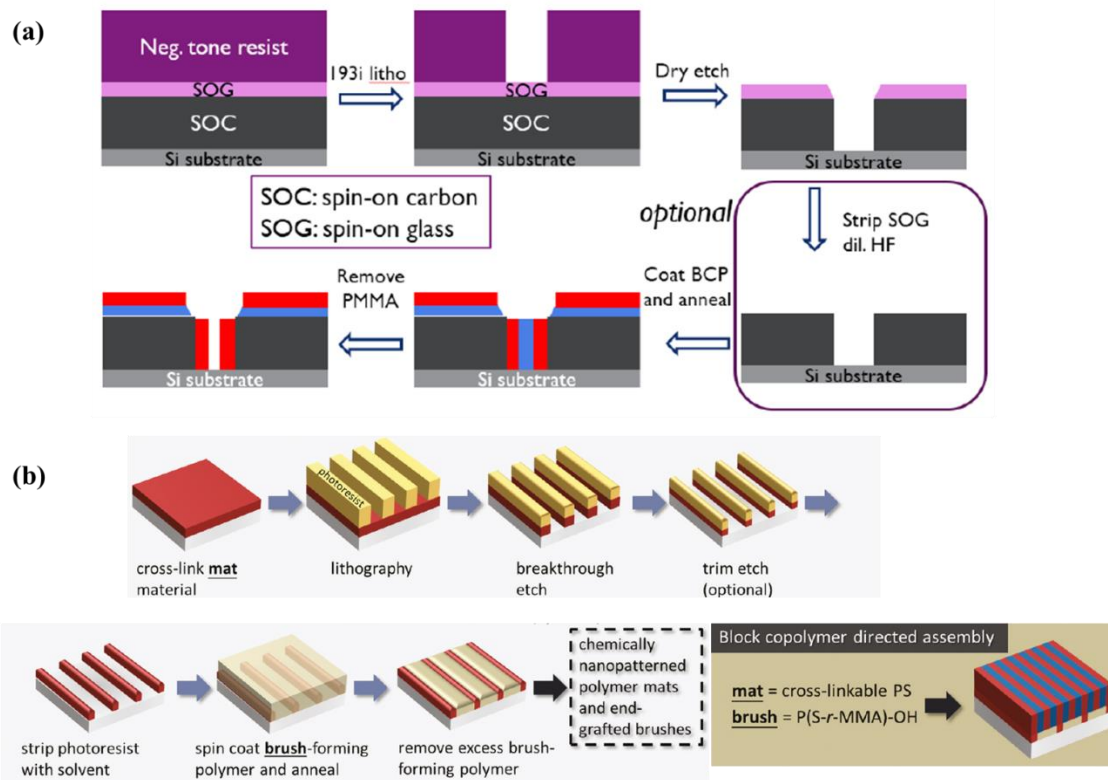 (a)
Neg. tone resist
SOG
SOC
Si substrate
193i litho
SOG
SOC
Si substrate
Dry etch
Si substrate
SOC: spin-on carbon
SOG: spin-on glass
optional
Strip SOG
dil. HF
Remove
PMMA
Coat BCP
and anneal
Si substrate
Si substrate
Si substrate
(b)
photoresist
cross-link mat
material
lithography
breakthrough
etch
trim etch
(optional)
strip photoresist
with solvent
spin coat brush-forming
polymer and anneal
remove excess brush-
forming polymer
chemically
nanopatterned
polymer mats
and end-
grafted brushes
Block copolymer directed assembly
mat = cross-linkable PS
brush = P(S-r-MMA)-OH